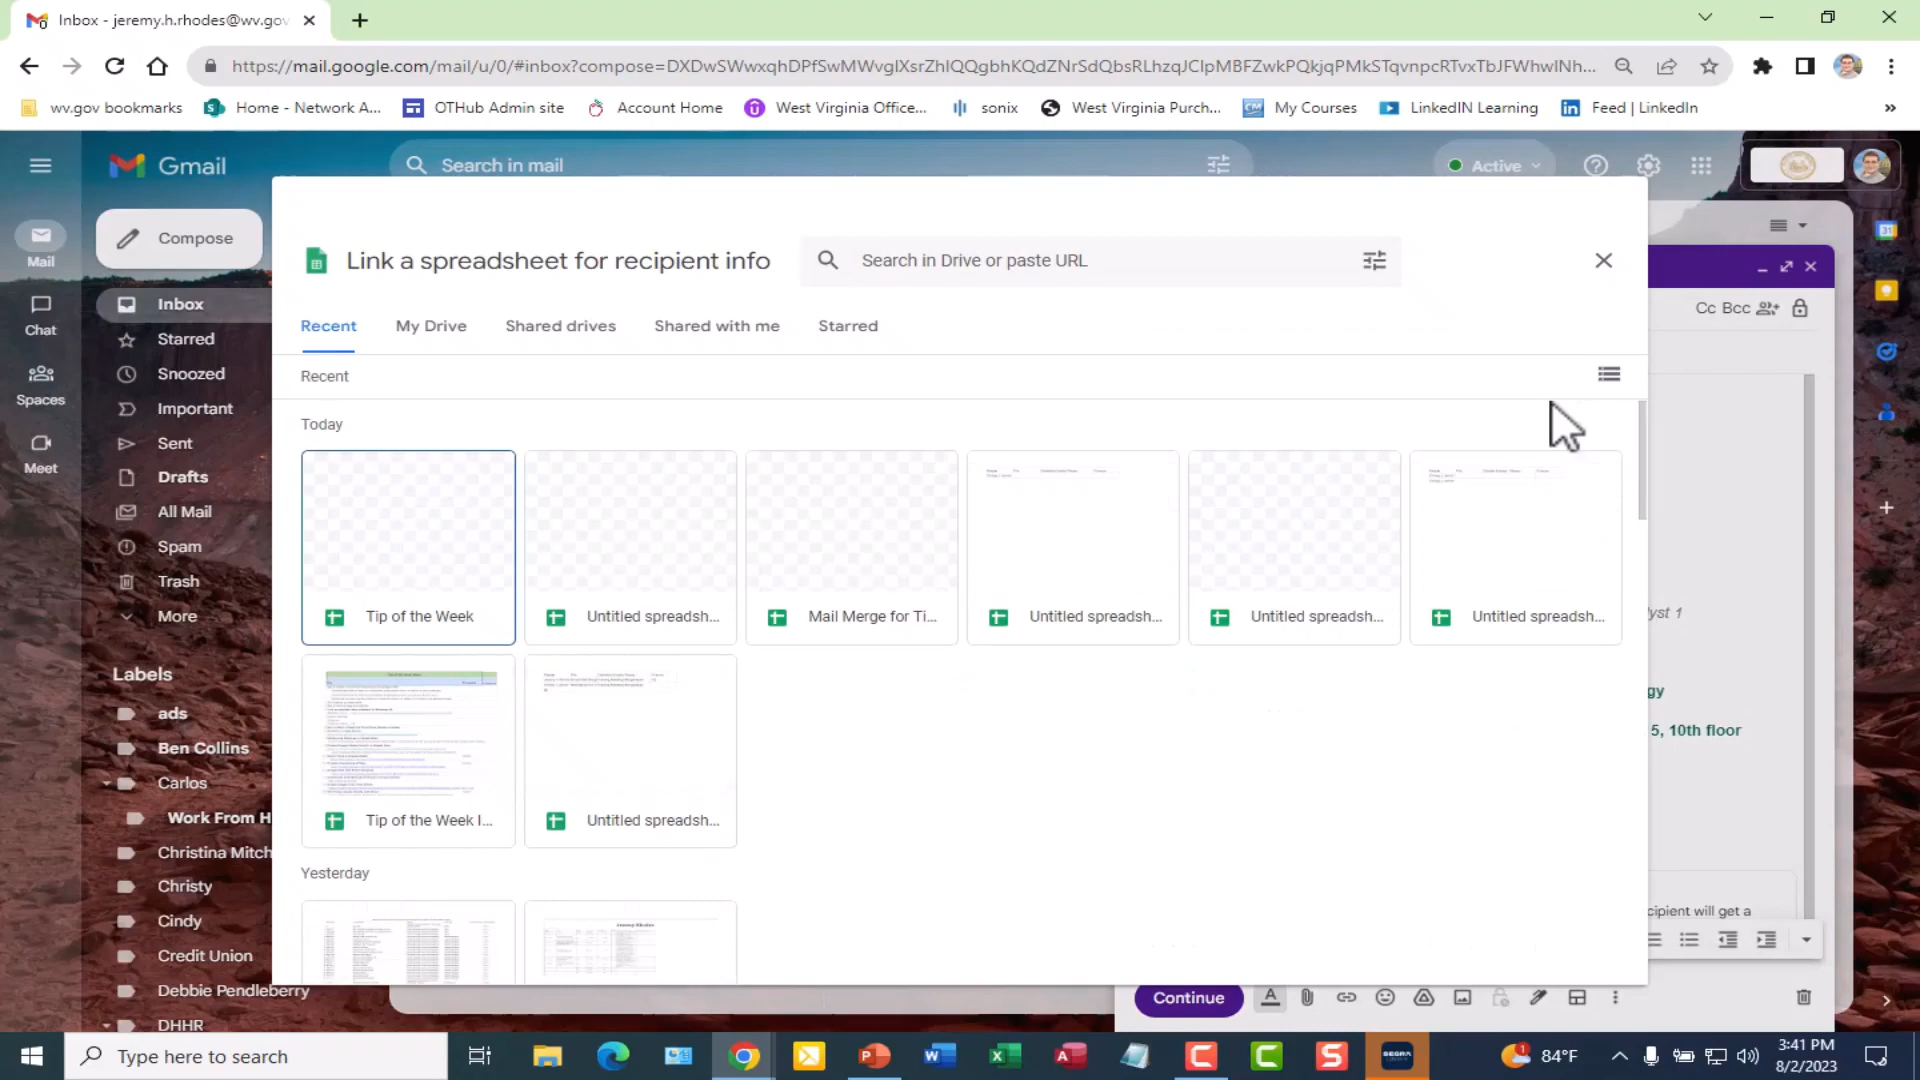 Inbox - jeremy.h.rhodes@wv.gov
https://mail.google.com/mail/u/0/#inbox?compose=DXDwSWwxqhDPfSwMWvglXsrZhlQQgbhKQdZNrSdQbsRLhzqJClpMBFZwkPQkjqPMkSTqvnpcRTvxTbJFWhwlNh...
wv.gov bookmarks
Home - Network A...
OTHub Admin site
Account Home
West Virginia Office...
sonix
West Virginia Purch...
My Courses
LinkedIN Learning
Feed | LinkedIn
»
Gmail
Search in mail
Active
Compose
Mail
Chat
Spaces
Meet
Inbox
Starred
Snoozed
Important
Sent
Drafts
All Mail
Spam
Trash
More
Labels
ads
Ben Collins
Carlos
Work From H
Christina Mitch
Christy
Cindy
Credit Union
Debbie Pendleberry
DHHR
Link a spreadsheet for recipient info
Search in Drive or paste URL
Recent
My Drive
Shared drives
Shared with me
Starred
Recent
Today
Tip of the Week
Untitled spreadsh...
Mail Merge for Ti...
Untitled spreadsh...
Untitled spreadsh...
Untitled spreadsh...
Tip of the Week I...
Untitled spreadsh...
Yesterday
Cc Bcc
yst 1
gy
5, 10th floor
cipient will get a
Continue
Type here to search
SEGRA
84°F
3:41 PM
8/2/2023